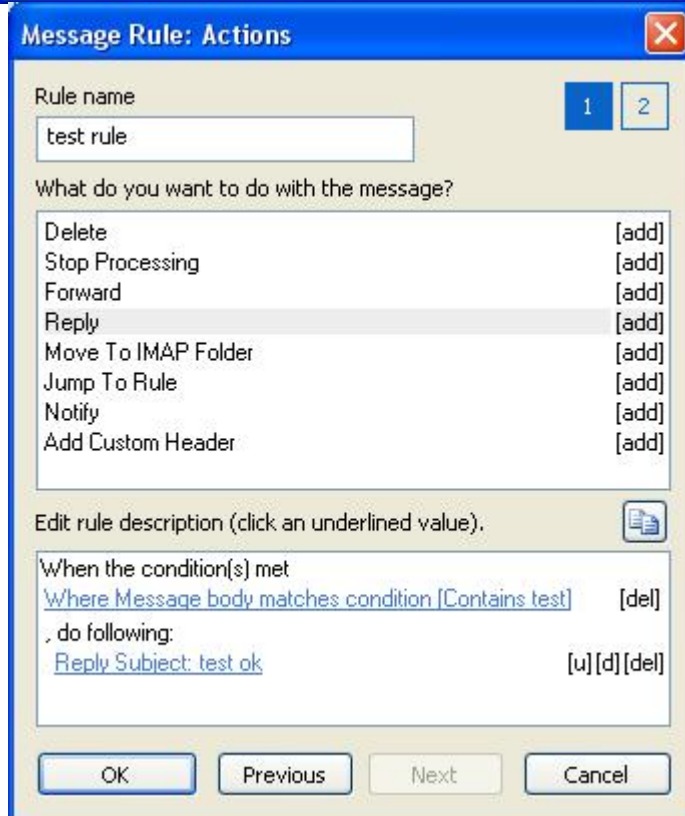 Message Rule: Actions
Rule name
1 2
test rule
What do you want to do with the message?
Delete [add]
Stop Processing [add]
Forward [add]
Reply [add]
Move To IMAP Folder [add]
Jump To Rule [add]
Notify [add]
Add Custom Header [add]
Edit rule description (click an underlined value).
When the condition(s) met
Where Message body matches condition [Contains test] [del]
, do following:
Reply Subject: test ok [u][d][del]
OK Previous Next Cancel